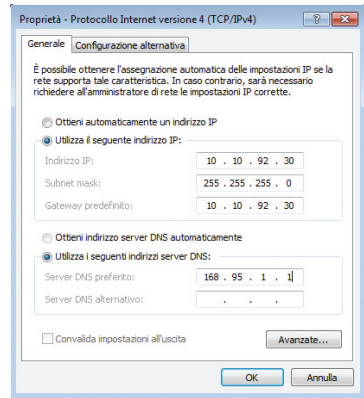 Proprietà - Protocollo Internet versione 4 (TCP/IPv4)
Generale
Configurazione alternativa
È possibile ottenere l'assegnazione automatica delle impostazioni IP se la
rete supporta tale caratteristica. In caso contrario, sarà necessario
richiedere all'amministratore di rete le impostazioni IP corrette.
Ottieni automaticamente un indirizzo IP
Utilizza il seguente indirizzo IP:
Indirizzo IP: 10 . 10 . 92 . 30
Subnet mask: 255 . 255 . 255 . 0
Gateway predefinito: 10 . 10 . 92 . 30
Ottieni indirizzo server DNS automaticamente
Utilizza i seguenti indirizzi server DNS:
Server DNS preferito: 168 . 95 . 1 . 1
Server DNS alternativo: . . .
Convalida impostazioni all'uscita
Avanzate...
OK
Annulla